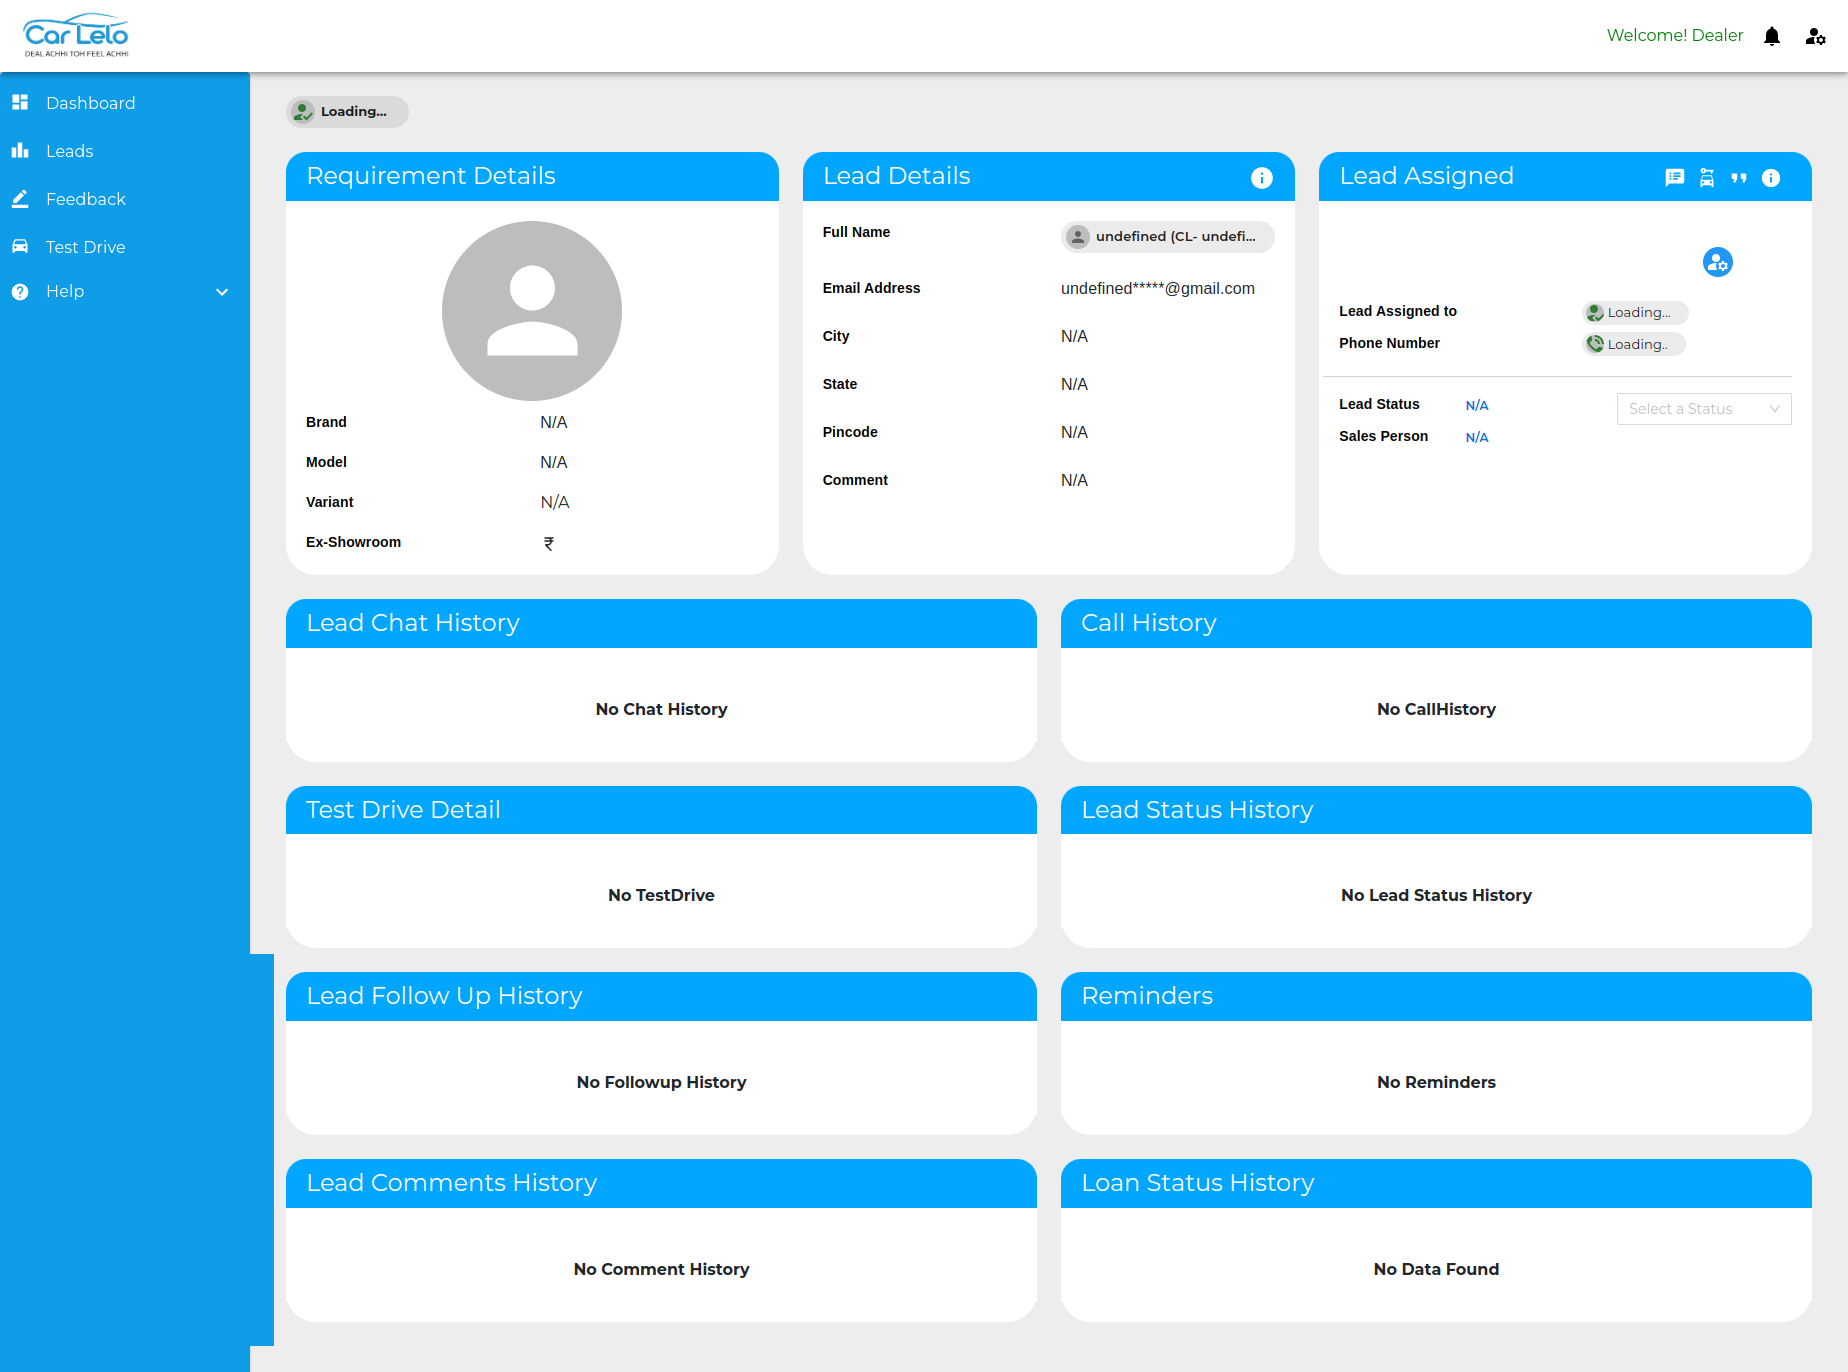 Car Lelo
DEAL ACHHI TOH FEEL ACHHI
Welcome! Dealer
Dashboard
Leads
Feedback
Test Drive
Help
Loading...
Requirement Details
Brand N/A
Model N/A
Variant N/A
Ex-Showroom ₹
Lead Details
Full Name undefined (CL- undefi...
Email Address undefined*****@gmail.com
City N/A
State N/A
Pincode N/A
Comment N/A
Lead Assigned
Lead Assigned to Loading...
Phone Number Loading..
Lead Status N/A Select a Status
Sales Person N/A
Lead Chat History
No Chat History
Call History
No CallHistory
Test Drive Detail
No TestDrive
Lead Status History
No Lead Status History
Lead Follow Up History
No Followup History
Reminders
No Reminders
Lead Comments History
No Comment History
Loan Status History
No Data Found